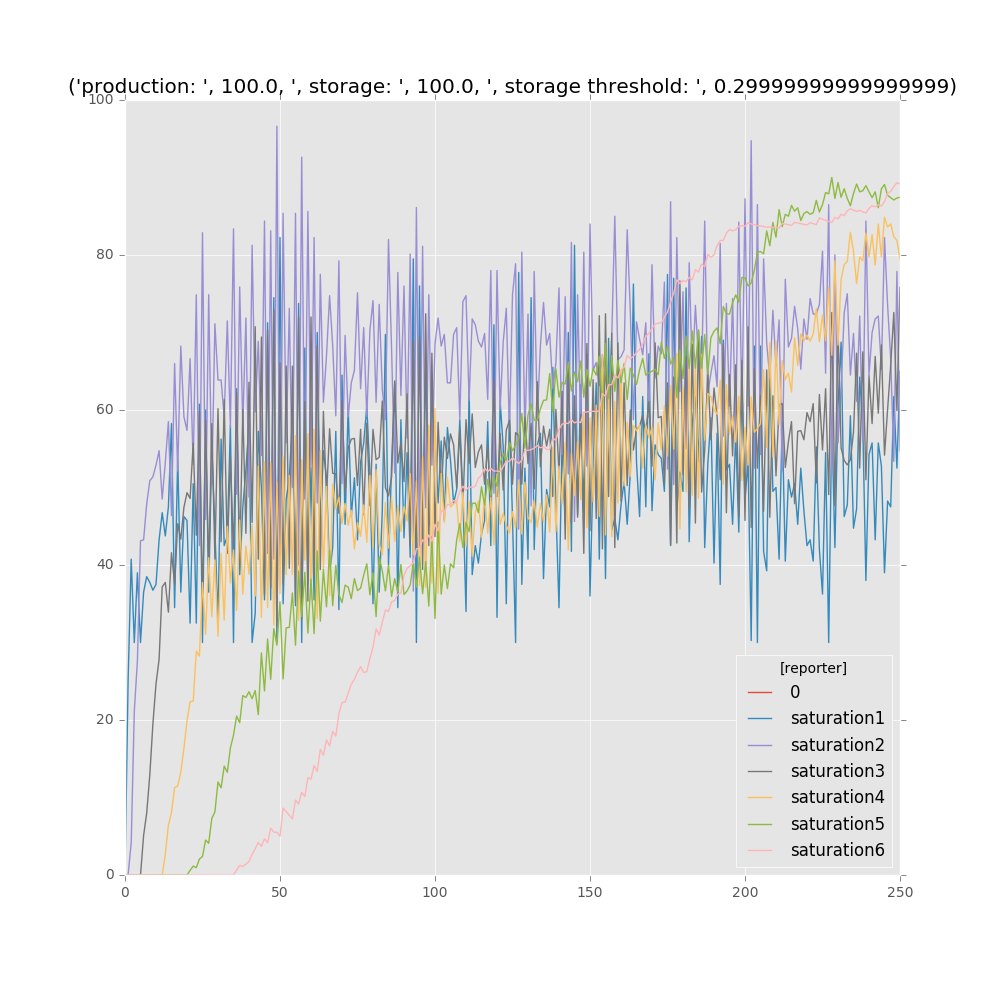 ('production: ', 100.0, ', storage: ', 100.0, ', storage threshold: ', 0.29999999999999999)
100
80
60
40
20
0
0 50 100 150 200 250
[reporter]
0
saturation1
saturation2
saturation3
saturation4
saturation5
saturation6